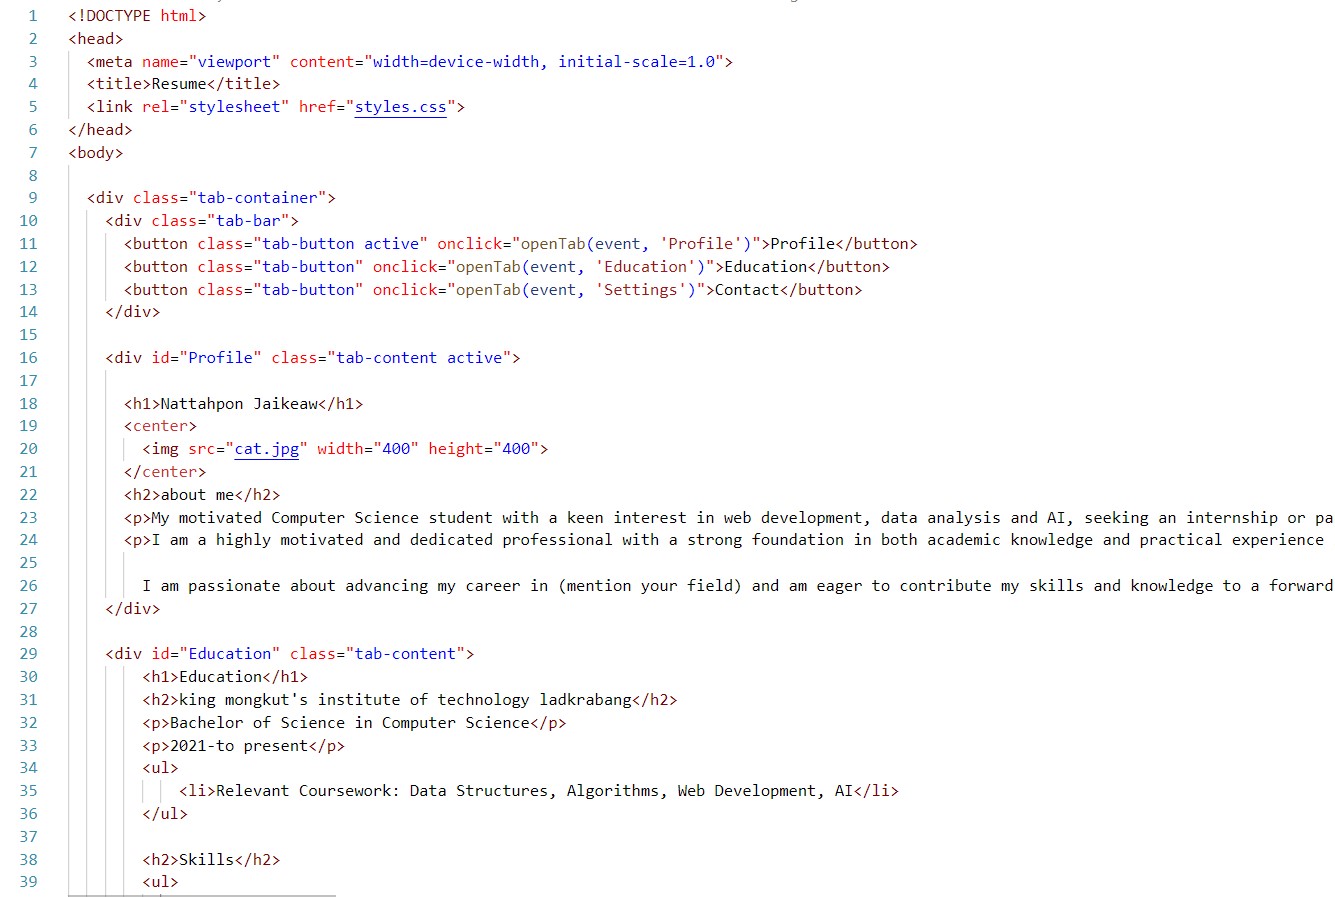 1 <!DOCTYPE html>
2 <head>
3 <meta name="viewport" content="width=device-width, initial-scale=1.0">
4 <title>Resume</title>
5 <link rel="stylesheet" href="styles.css">
6 </head>
7 <body>
8
9 <div class="tab-container">
10 <div class="tab-bar">
11 <button class="tab-button active" onclick="openTab(event, 'Profile')">Profile</button>
12 <button class="tab-button" onclick="openTab(event, 'Education')">Education</button>
13 <button class="tab-button" onclick="openTab(event, 'Settings')">Contact</button>
14 </div>
15
16 <div id="Profile" class="tab-content active">
17
18 <h1>Nattahpon Jaikeaw</h1>
19 <center>
20 <img src="cat.jpg" width="400" height="400">
21 </center>
22 <h2>about me</h2>
23 <p>My motivated Computer Science student with a keen interest in web development, data analysis and AI, seeking an internship or pa
24 <p>I am a highly motivated and dedicated professional with a strong foundation in both academic knowledge and practical experience
25
26 I am passionate about advancing my career in (mention your field) and am eager to contribute my skills and knowledge to a forward
27 </div>
28
29 <div id="Education" class="tab-content">
30 <h1>Education</h1>
31 <h2>king mongkut's institute of technology ladkrabang</h2>
32 <p>Bachelor of Science in Computer Science</p>
33 <p>2021-to present</p>
34 <ul>
35 <li>Relevant Coursework: Data Structures, Algorithms, Web Development, AI</li>
36 </ul>
37
38 <h2>Skills</h2>
39 <ul>